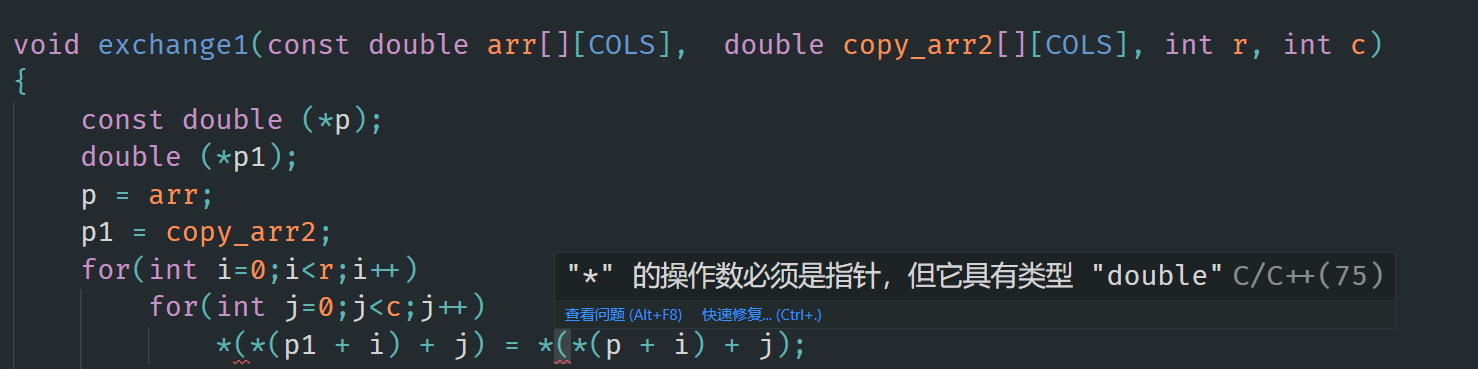 void exchange1(const double arr[][COLS],  double copy_arr2[][COLS], int r, int c)
{
    const double (*p);
    double (*p1);
    p = arr;
    p1 = copy_arr2;
    for(int i=0;i<r;i++)
"*" 的操作数必须是指针，但它具有类型 "double" C/C++(75)
        for(int j=0;j<c;j++)
查看问题 (Alt+F8)   快速修复... (Ctrl+.)
            *(*(p1 + i) + j) = *(*(p + i) + j);